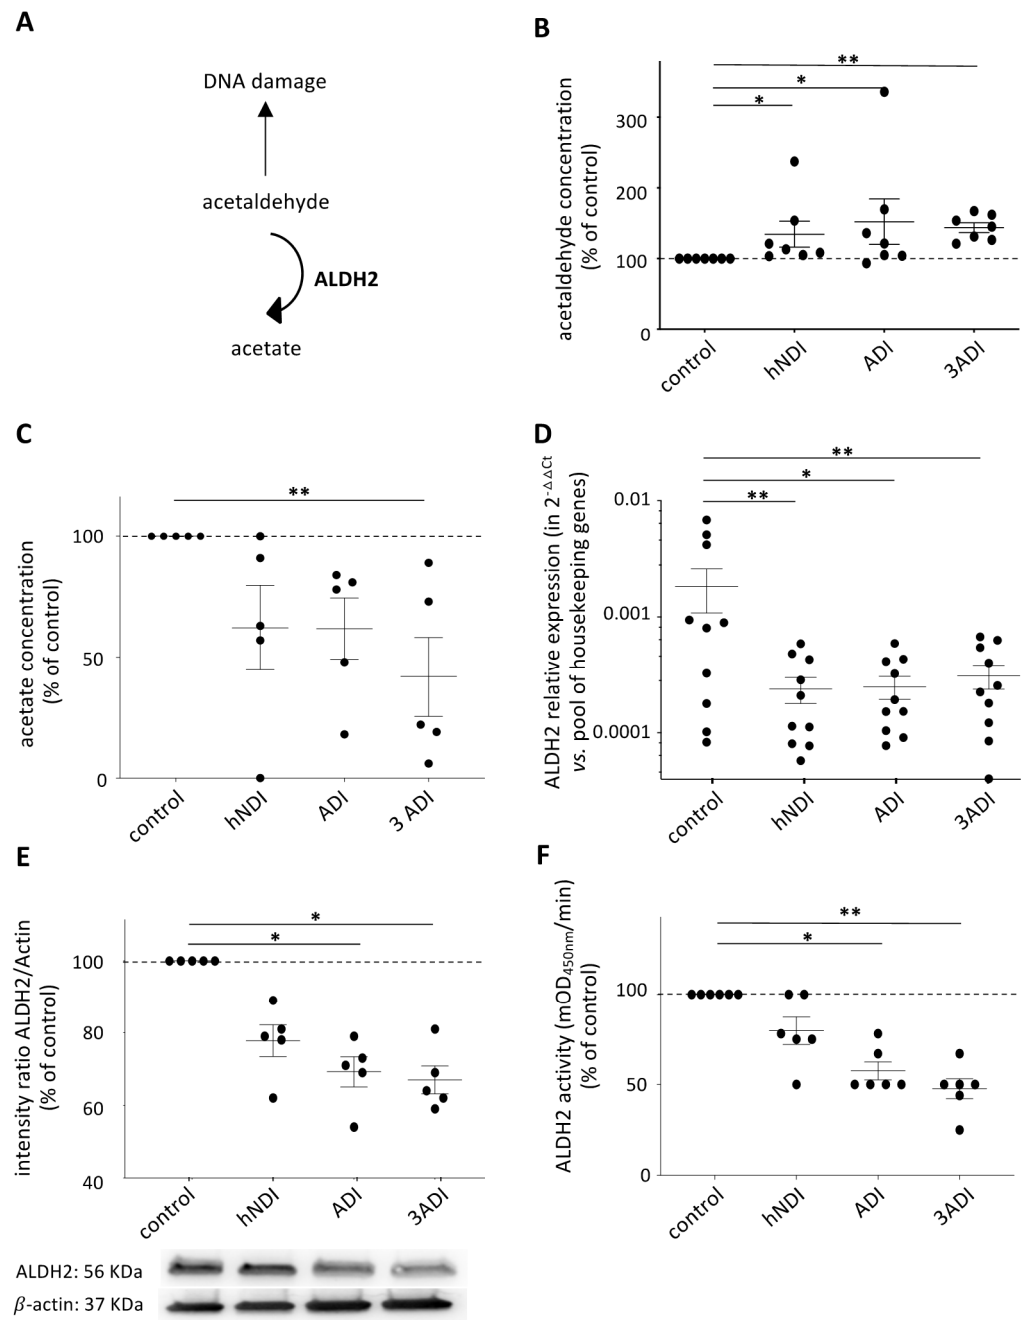 A
DNA damage
acetaldehyde
ALDH2
acetate
B
acetaldehyde concentration
(% of control)
**
*
*
300
200
100
0
control
hNDI
ADI
3ADI
C
acetate concentration
(% of control)
**
100
50
0
control
hNDI
ADI
3 ADI
D
ALDH2 relative expression (in 2-△△Ct
vs. pool of housekeeping genes)
**
*
**
0.01
0.001
0.0001
control
hNDI
ADI
3ADI
E
intensity ratio ALDH2/Actin
(% of control)
*
*
100
80
60
40
control
hNDI
ADI
3ADI
ALDH2: 56 KDa
β-actin: 37 KDa
F
ALDH2 activity (mOD450nm/min)
(% of control)
**
*
100
50
0
control
hNDI
ADI
3ADI